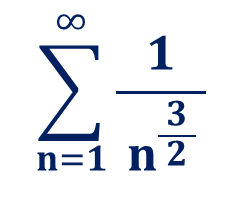 ∞
∑ 1
n=1 n^(3/2)